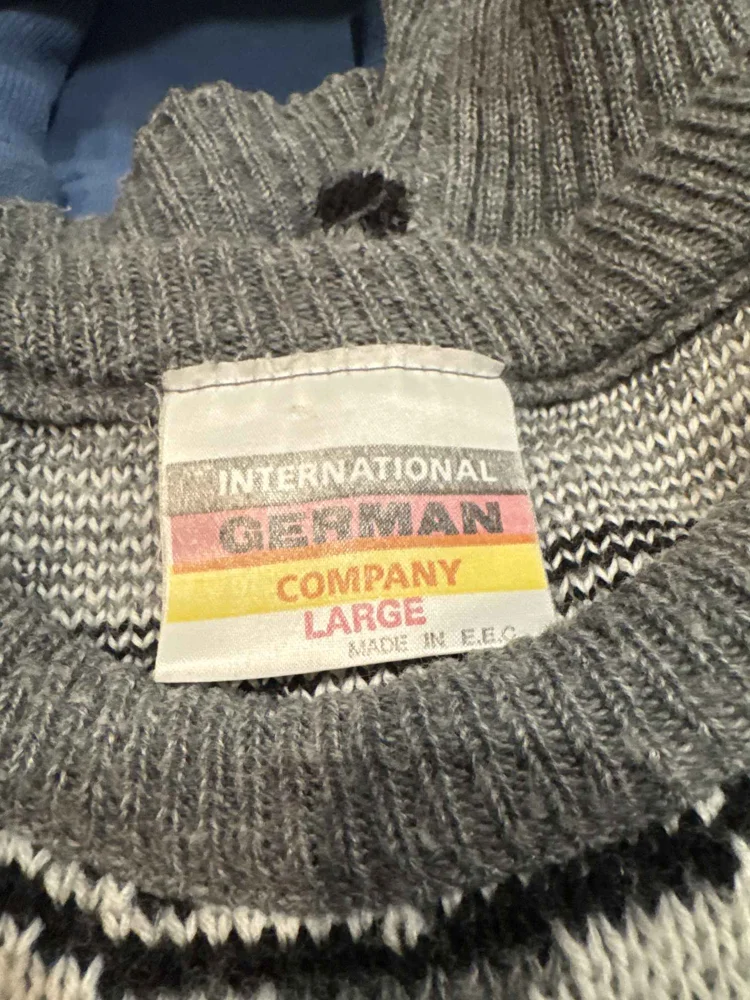 INTERNATIONAL
GERMAN
COMPANY
LARGE
MADE IN E.E.C.